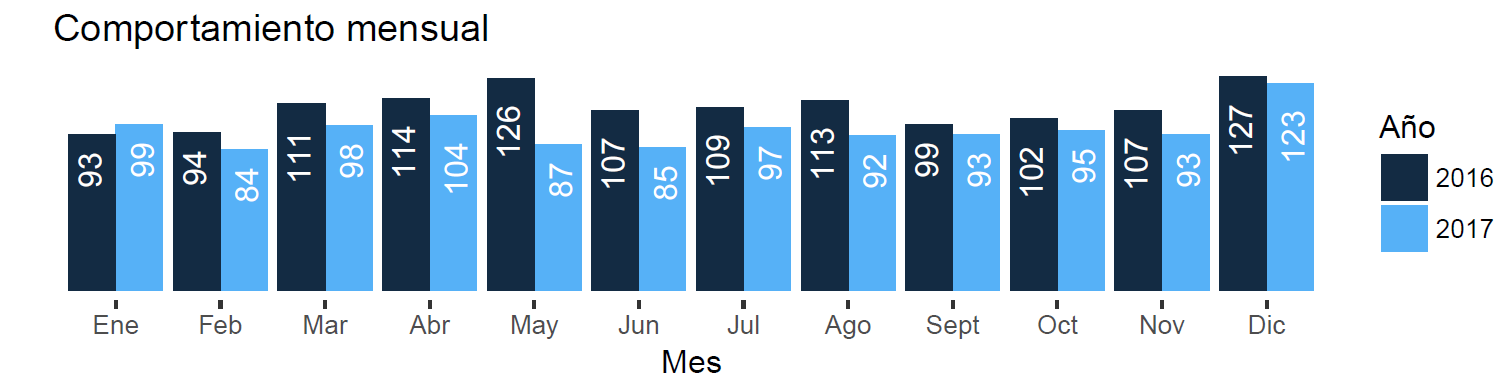 Comportamiento mensual
93 99 94 84 111 98 114 104 126 87 107 85 109 97 113 92 99 93 102 95 107 93 127 123
Ene Feb Mar Abr May Jun Jul Ago Sept Oct Nov Dic
Mes
Año
2016
2017